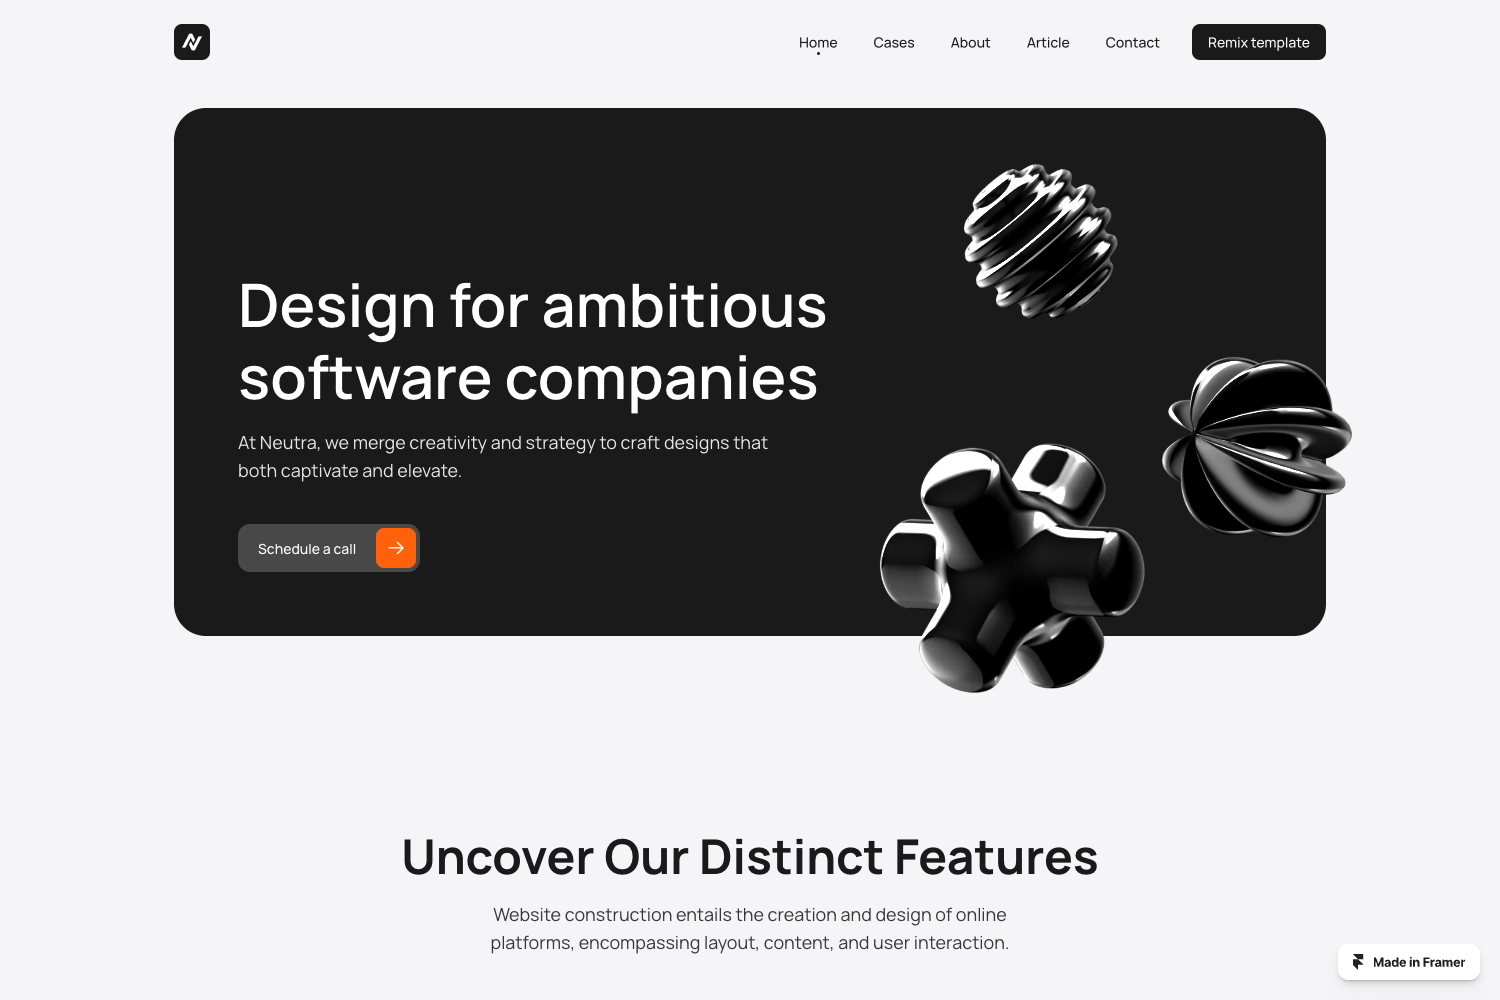 Home Cases About Article Contact Remix template
Design for ambitious
software companies
At Neutra, we merge creativity and strategy to craft designs that
both captivate and elevate.
Schedule a call
Uncover Our Distinct Features
Website construction entails the creation and design of online
platforms, encompassing layout, content, and user interaction.
Made in Framer